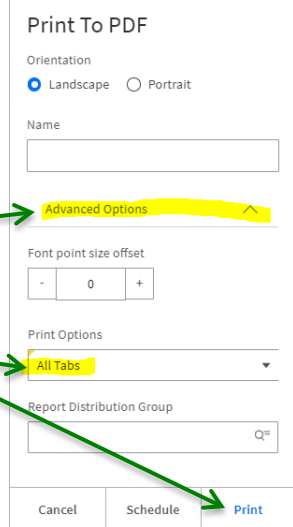 Print To PDF
Orientation
Landscape Portrait
Name
Advanced Options
Font point size offset
- 0 +
Print Options
All Tabs
Report Distribution Group
Cancel Schedule Print